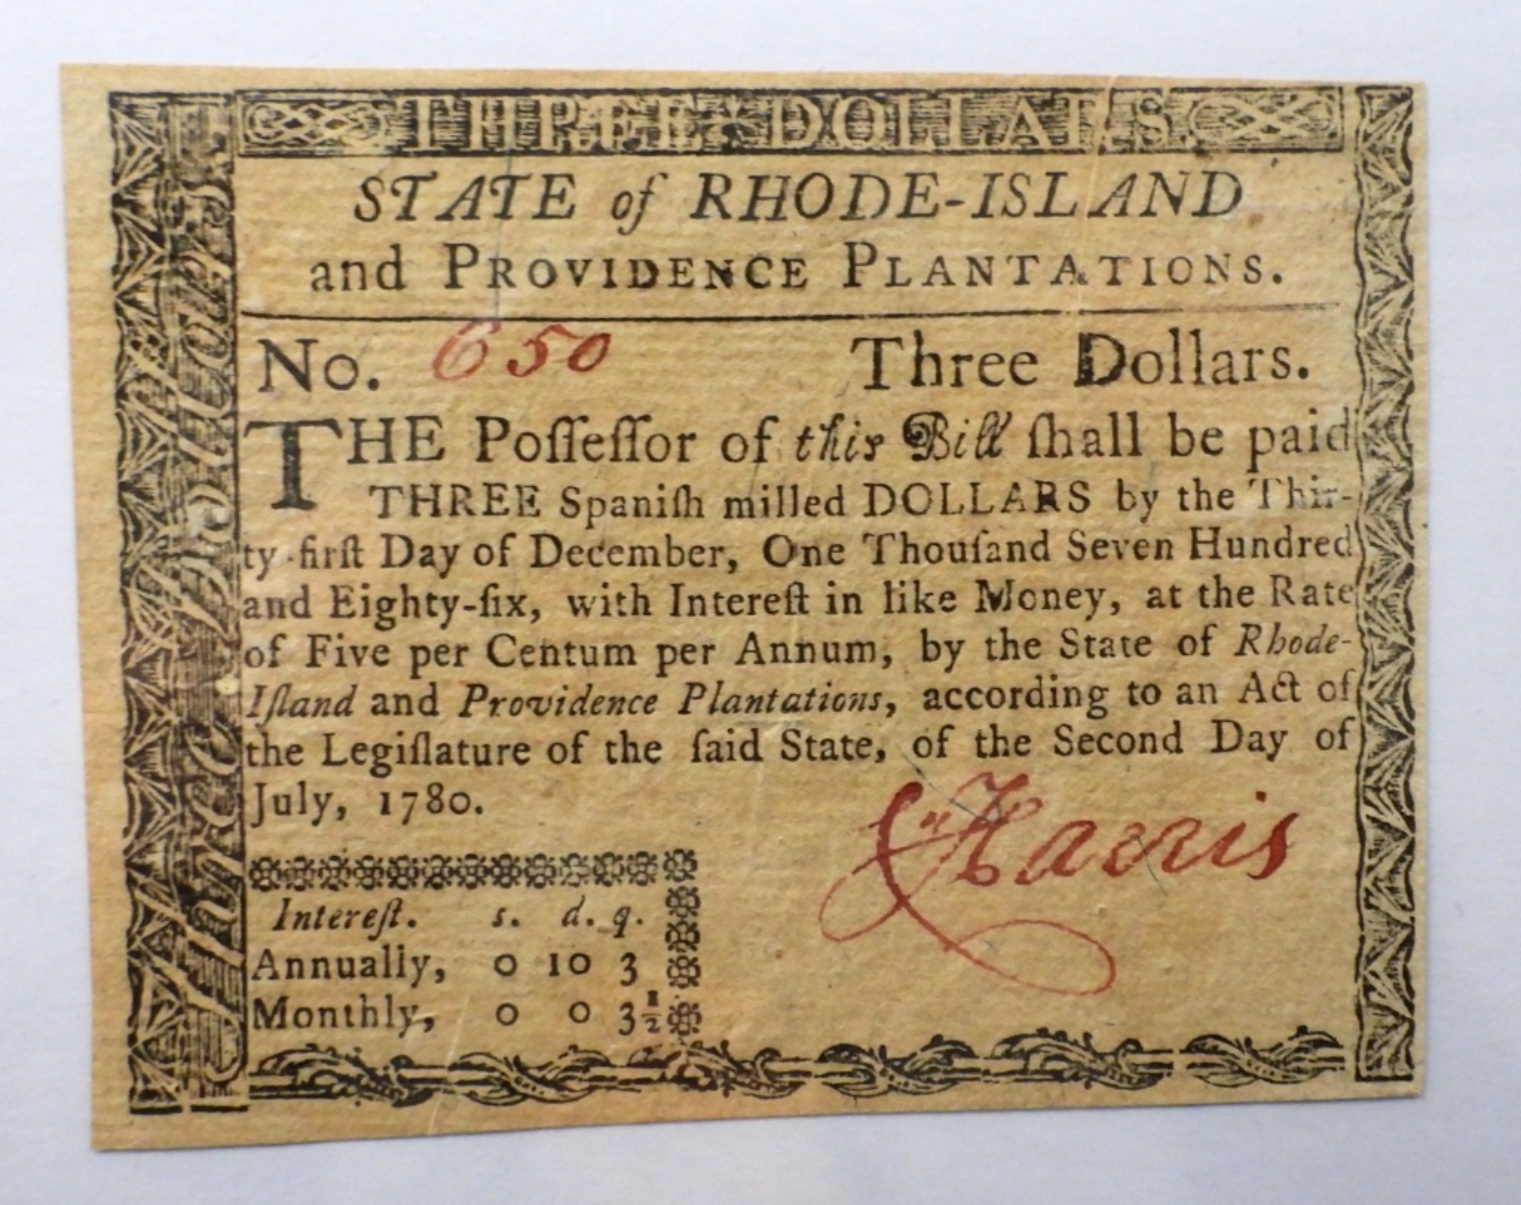 THREE DOLLARS.
STATE of RHODE-ISLAND
and PROVIDENCE PLANTATIONS.
No. 650 Three Dollars.
THE Poſſeſſor of this Bill ſhall be paid
THREE Spaniſh milled DOLLARS by the Thir-
ty-firſt Day of December, One Thouſand Seven Hundred
and Eighty-ſix, with Intereſt in like Money, at the Rate
of Five per Centum per Annum, by the State of Rhode-
Iſland and Providence Plantations, according to an Act of
the Legiſlature of the ſaid State, of the Second Day of
July, 1780.
Harris
Intereſt. s. d. q.
Annually, 0 10 3
Monthly, 0 0 3½
Three Dollars